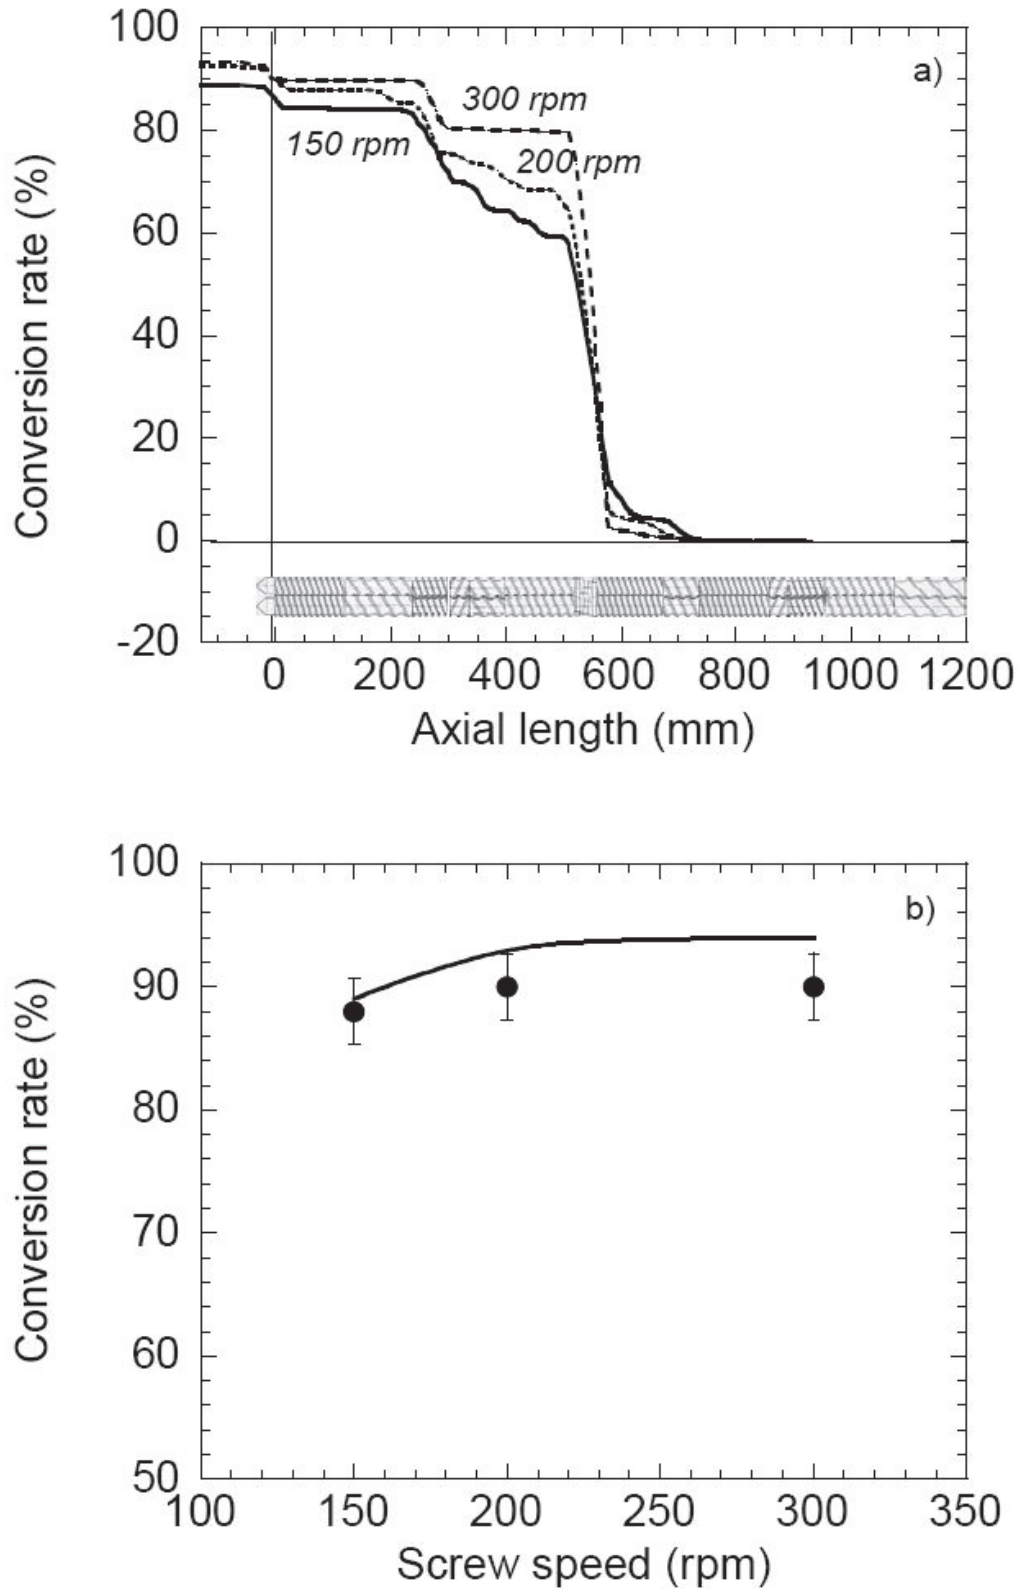 100
a)
300 rpm
80
150 rpm
200 rpm
60
40
20
0
-20
0 200 400 600 800 1000 1200
Conversion rate (%)
Axial length (mm)
100
b)
90
80
70
60
50
100 150 200 250 300 350
Conversion rate (%)
Screw speed (rpm)